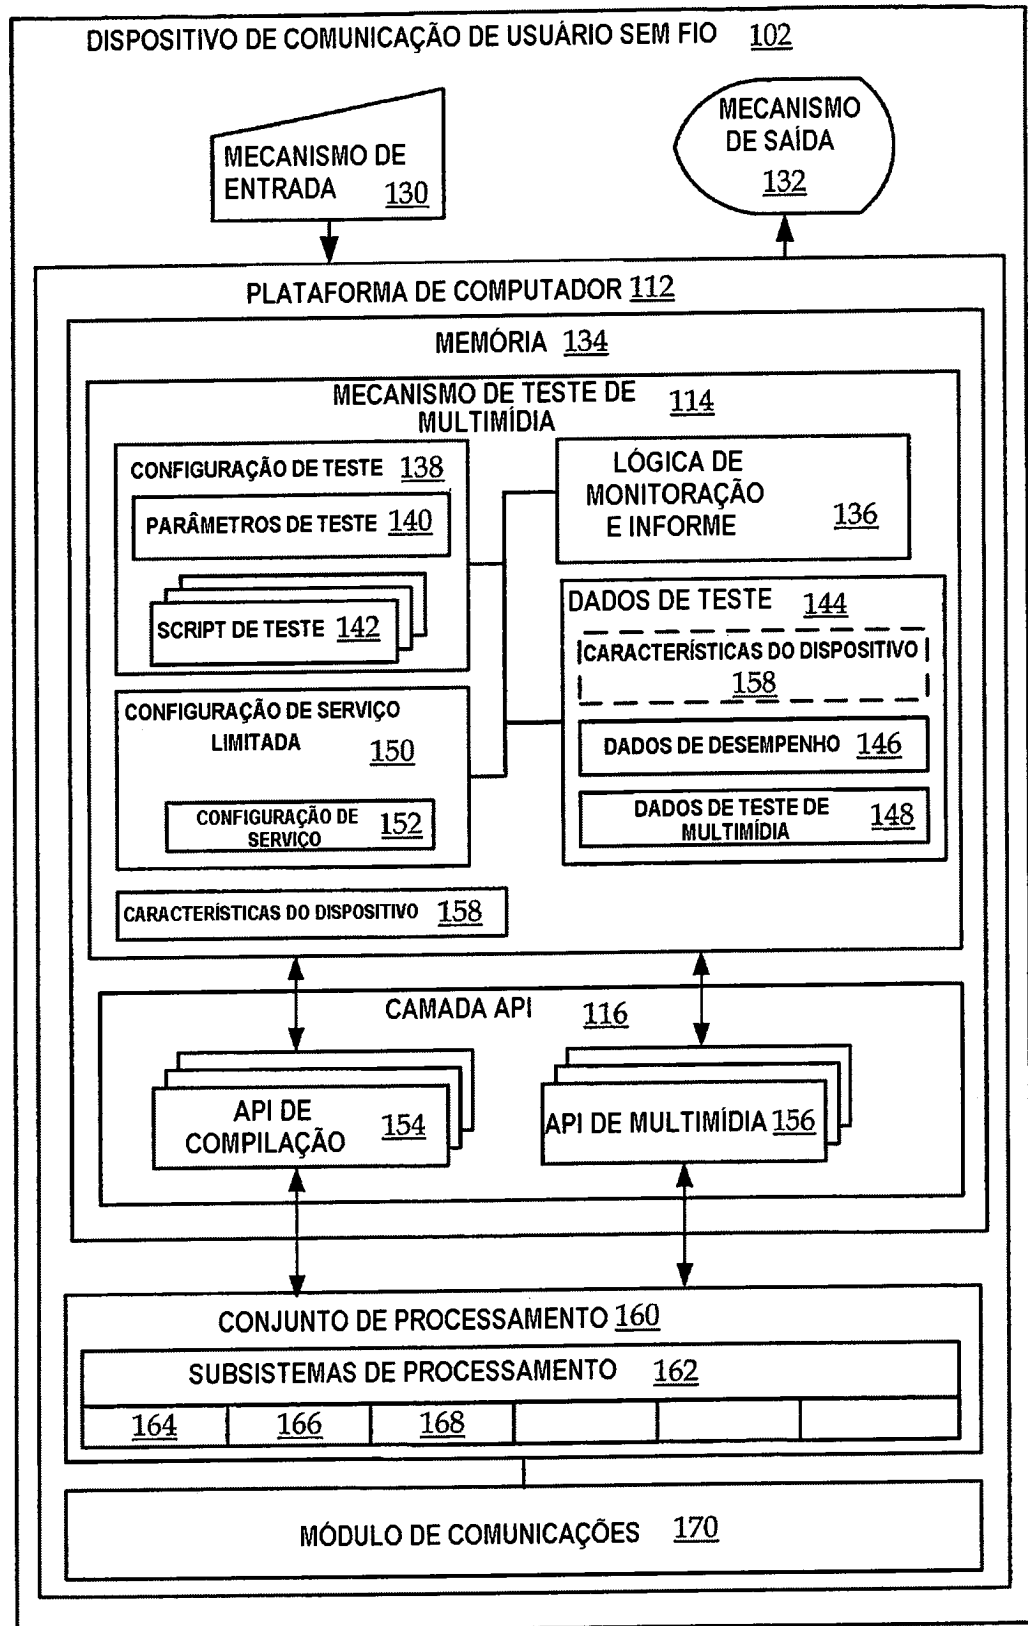 DISPOSITIVO DE COMUNICAÇÃO DE USUÁRIO SEM FIO 102
MECANISMO DE
ENTRADA 130
MECANISMO
DE SAÍDA
132
PLATAFORMA DE COMPUTADOR 112
MEMÓRIA 134
MECANISMO DE TESTE DE
MULTIMÍDIA 114
CONFIGURAÇÃO DE TESTE 138
PARÂMETROS DE TESTE 140
SCRIPT DE TESTE 142
LÓGICA DE
MONITORAÇÃO
E INFORME 136
DADOS DE TESTE 144
CARACTERÍSTICAS DO DISPOSITIVO
158
DADOS DE DESEMPENHO 146
DADOS DE TESTE DE
MULTIMÍDIA 148
CONFIGURAÇÃO DE SERVIÇO
LIMITADA 150
CONFIGURAÇÃO DE
SERVIÇO 152
CARACTERÍSTICAS DO DISPOSITIVO 158
CAMADA API 116
API DE
COMPILAÇÃO 154
API DE MULTIMÍDIA 156
CONJUNTO DE PROCESSAMENTO 160
SUBSISTEMAS DE PROCESSAMENTO 162
164 166 168
MÓDULO DE COMUNICAÇÕES 170